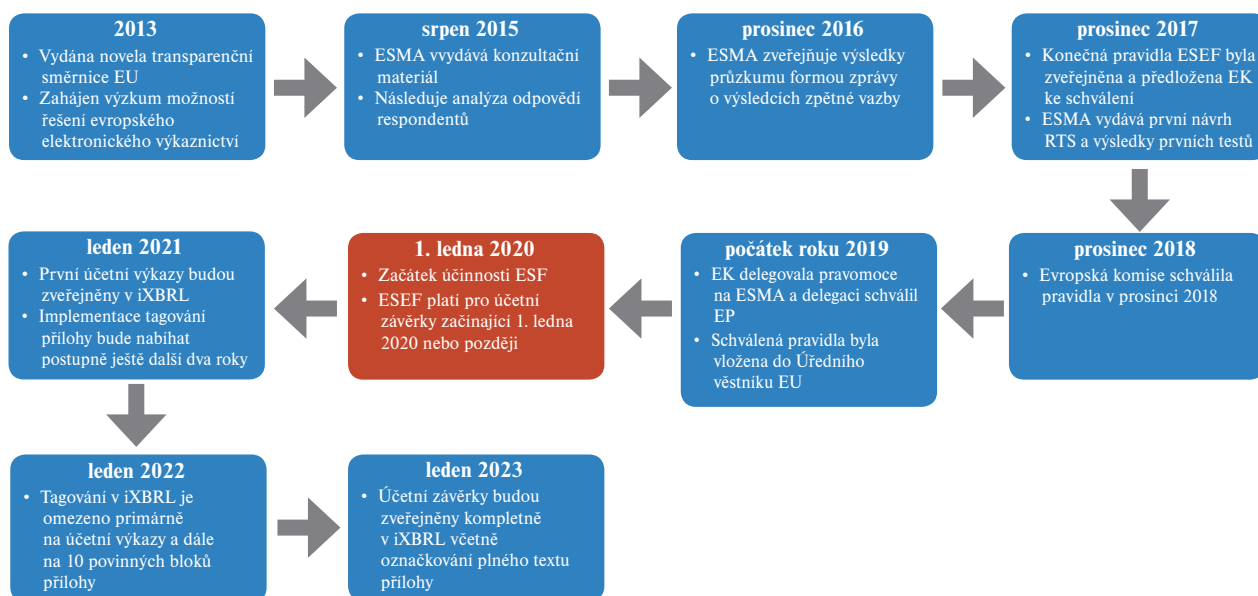 2013
• Vydána novela transparenční
směrnice EU
• Zahájen výzkum možností
řešení evropského
elektronického výkaznictví
srpen 2015
• ESMA vvydává konzultační
materiál
• Následuje analýza odpovědí
respondentů
prosinec 2016
• ESMA zveřejňuje výsledky
průzkumu formou zprávy
o výsledcích zpětné vazby
prosinec 2017
• Konečná pravidla ESEF byla
zveřejněna a předložena EK
ke schválení
• ESMA vydává první návrh
RTS a výsledky prvních testů
prosinec 2018
• Evropská komise schválila
pravidla v prosinci 2018
počátek roku 2019
• EK delegovala pravomoce
na ESMA a delegaci schválil
EP
• Schválená pravidla byla
vložena do Úředního
věstníku EU
1. ledna 2020
• Začátek účinnosti ESF
• ESEF platí pro účetní
závěrky začínající 1. ledna
2020 nebo později
leden 2021
• První účetní výkazy budou
zveřejněny v iXBRL
• Implementace tagování
přílohy bude nabíhat
postupně ještě další dva roky
leden 2022
• Tagování v iXBRL je
omezeno primárně
na účetní výkazy a dále
na 10 povinných bloků
přílohy
leden 2023
• Účetní závěrky budou
zveřejněny kompletně
v iXBRL včetně
označkování plného textu
přílohy